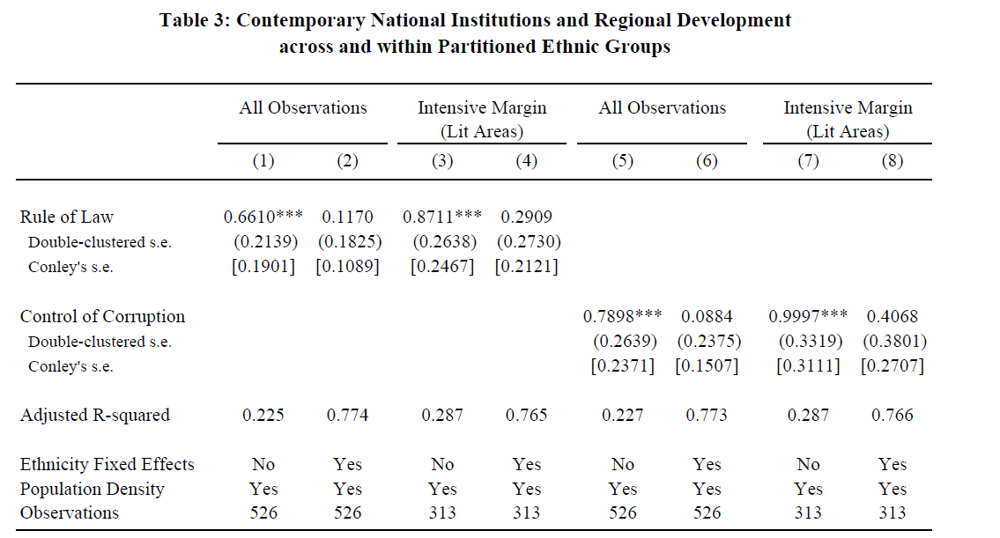 Table 3: Contemporary National Institutions and Regional Development
across and within Partitioned Ethnic Groups
All Observations Intensive Margin All Observations Intensive Margin
(Lit Areas) (Lit Areas)
(1) (2) (3) (4) (5) (6) (7) (8)
Rule of Law 0.6610*** 0.1170 0.8711*** 0.2909
Double-clustered s.e. (0.2139) (0.1825) (0.2638) (0.2730)
Conley's s.e. [0.1901] [0.1089] [0.2467] [0.2121]
Control of Corruption 0.7898*** 0.0884 0.9997*** 0.4068
Double-clustered s.e. (0.2639) (0.2375) (0.3319) (0.3801)
Conley's s.e. [0.2371] [0.1507] [0.3111] [0.2707]
Adjusted R-squared 0.225 0.774 0.287 0.765 0.227 0.773 0.287 0.766
Ethnicity Fixed Effects No Yes No Yes No Yes No Yes
Population Density Yes Yes Yes Yes Yes Yes Yes Yes
Observations 526 526 313 313 526 526 313 313